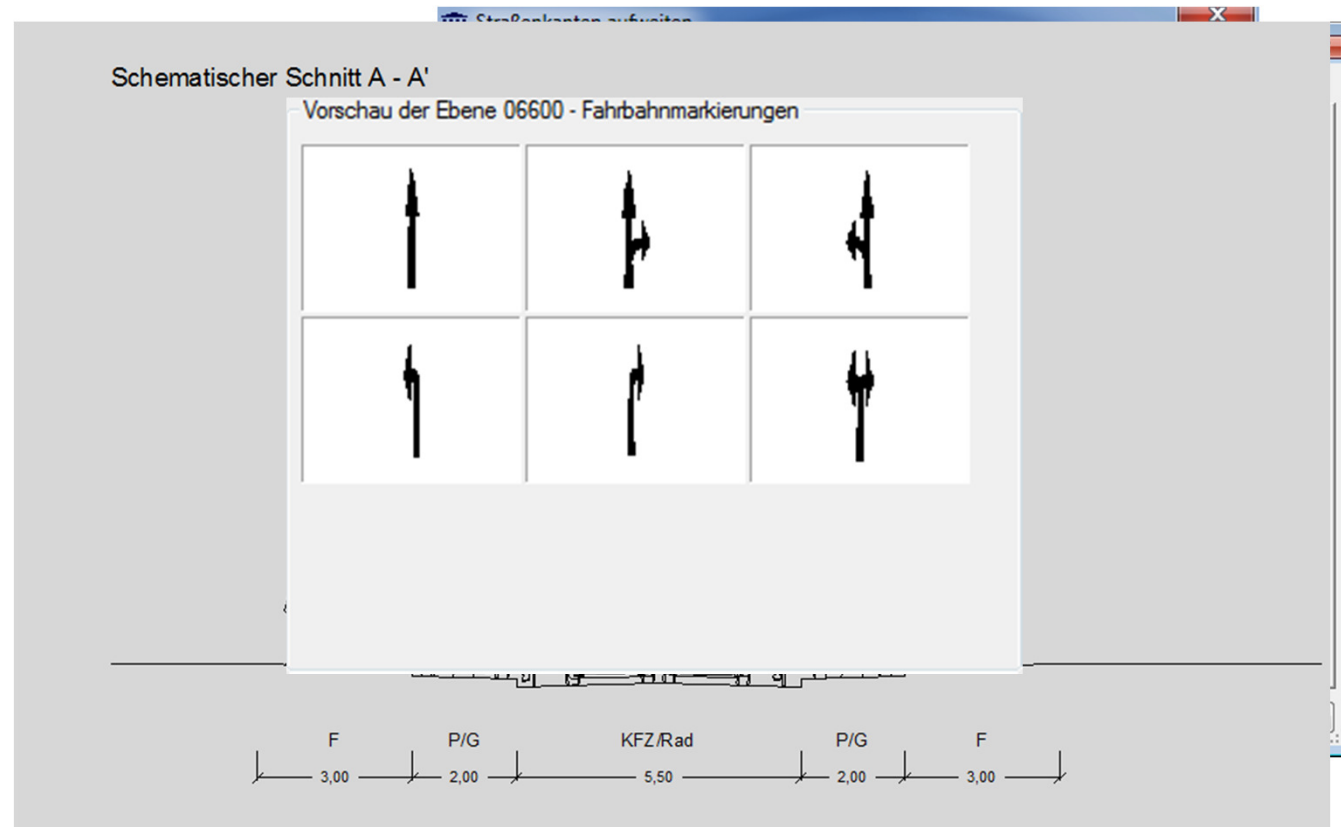 Straßenkanten aufweiten
X
Schematischer Schnitt A - A'
Vorschau der Ebene 06600 - Fahrbahnmarkierungen
F P/G KFZ/Rad P/G F
3,00 2,00 5,50 2,00 3,00